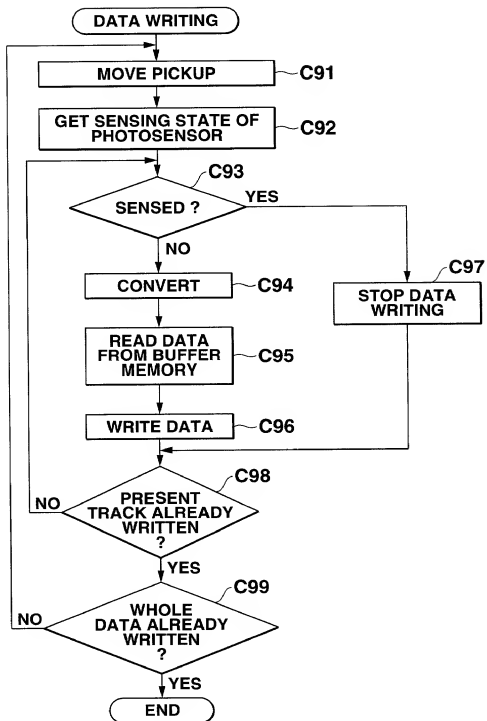 DATA WRITING
MOVE PICKUP
C91
GET SENSING STATE OF
PHOTOSENSOR
C92
C93
SENSED ?
YES
NO
CONVERT
C94
C97
STOP DATA
WRITING
READ DATA
FROM BUFFER
MEMORY
C95
WRITE DATA
C96
C98
PRESENT
TRACK ALREADY
WRITTEN
?
NO
YES
C99
WHOLE
DATA ALREADY
WRITTEN
?
NO
YES
END